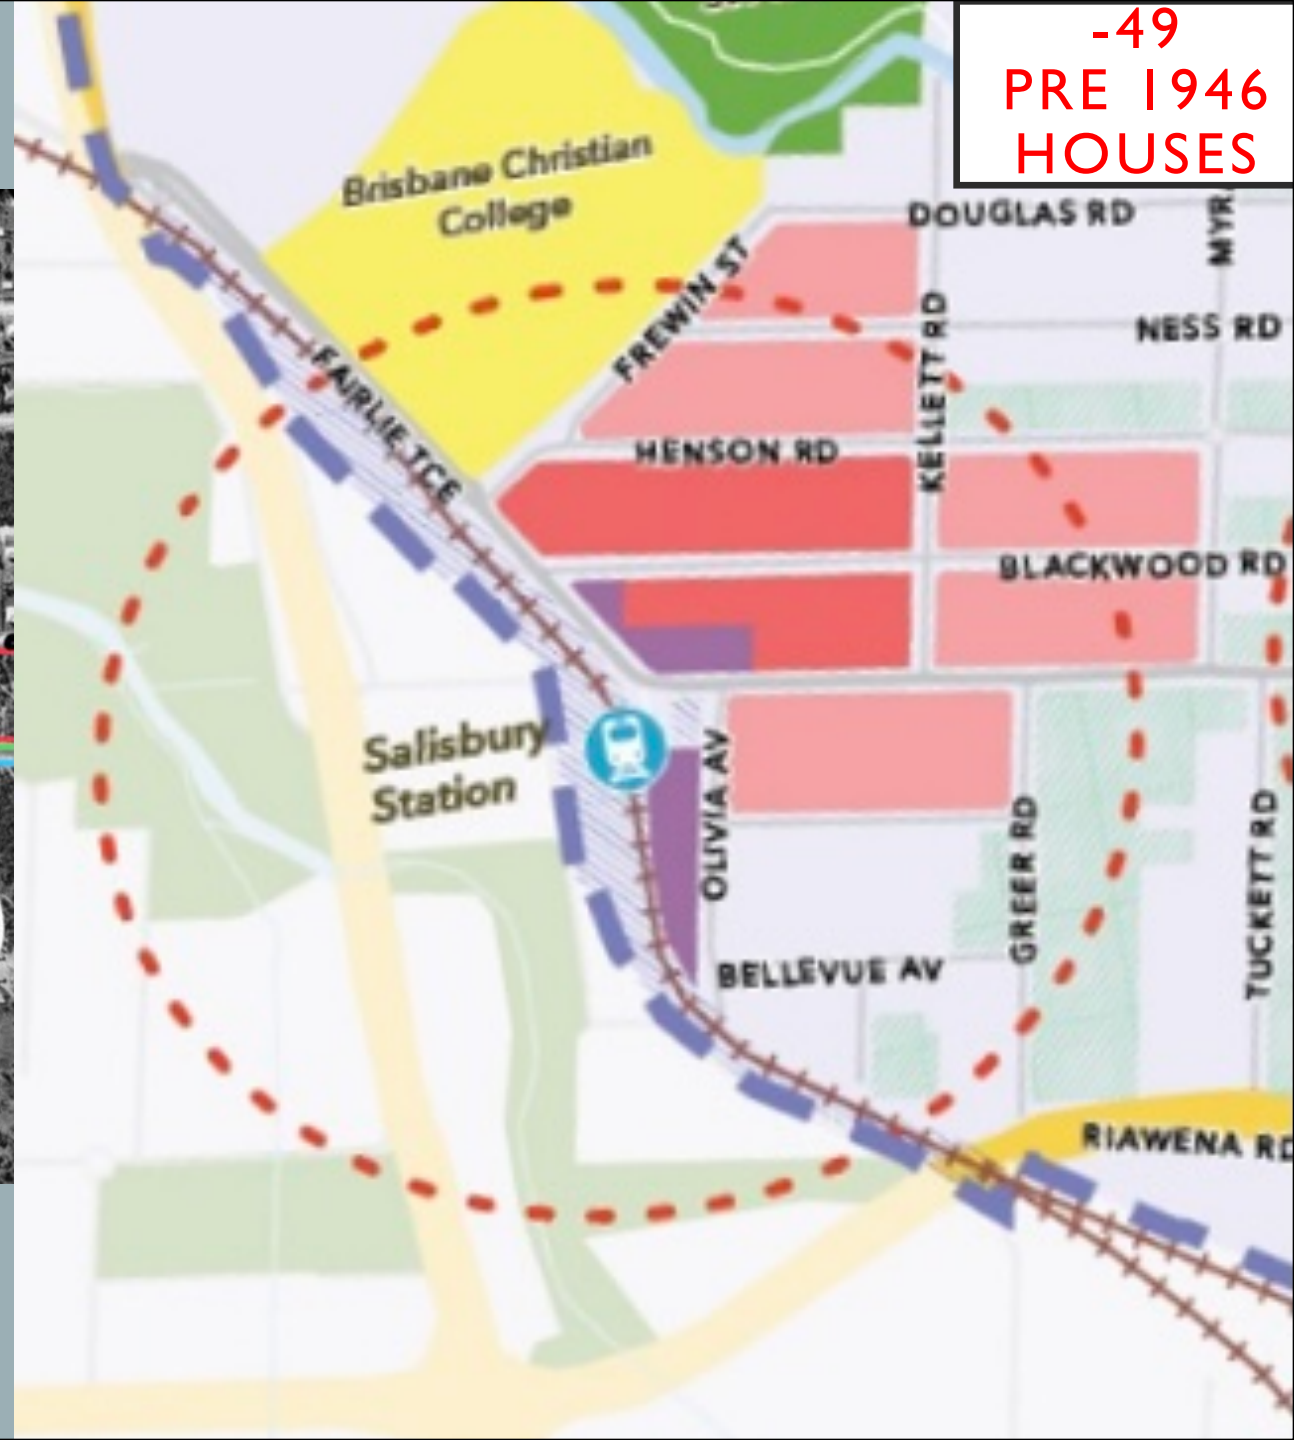 -49
PRE 1946
HOUSES
Brisbane Christian
College
DOUGLAS RD
FREWIN ST
KELLETT RD
NESS RD
FAIRLIE TCE
HENSON RD
BLACKWOOD RD
Salisbury
Station
OLIVIA AV
GREER RD
TUCKETT RD
BELLEVUE AV
RIAWENA RD